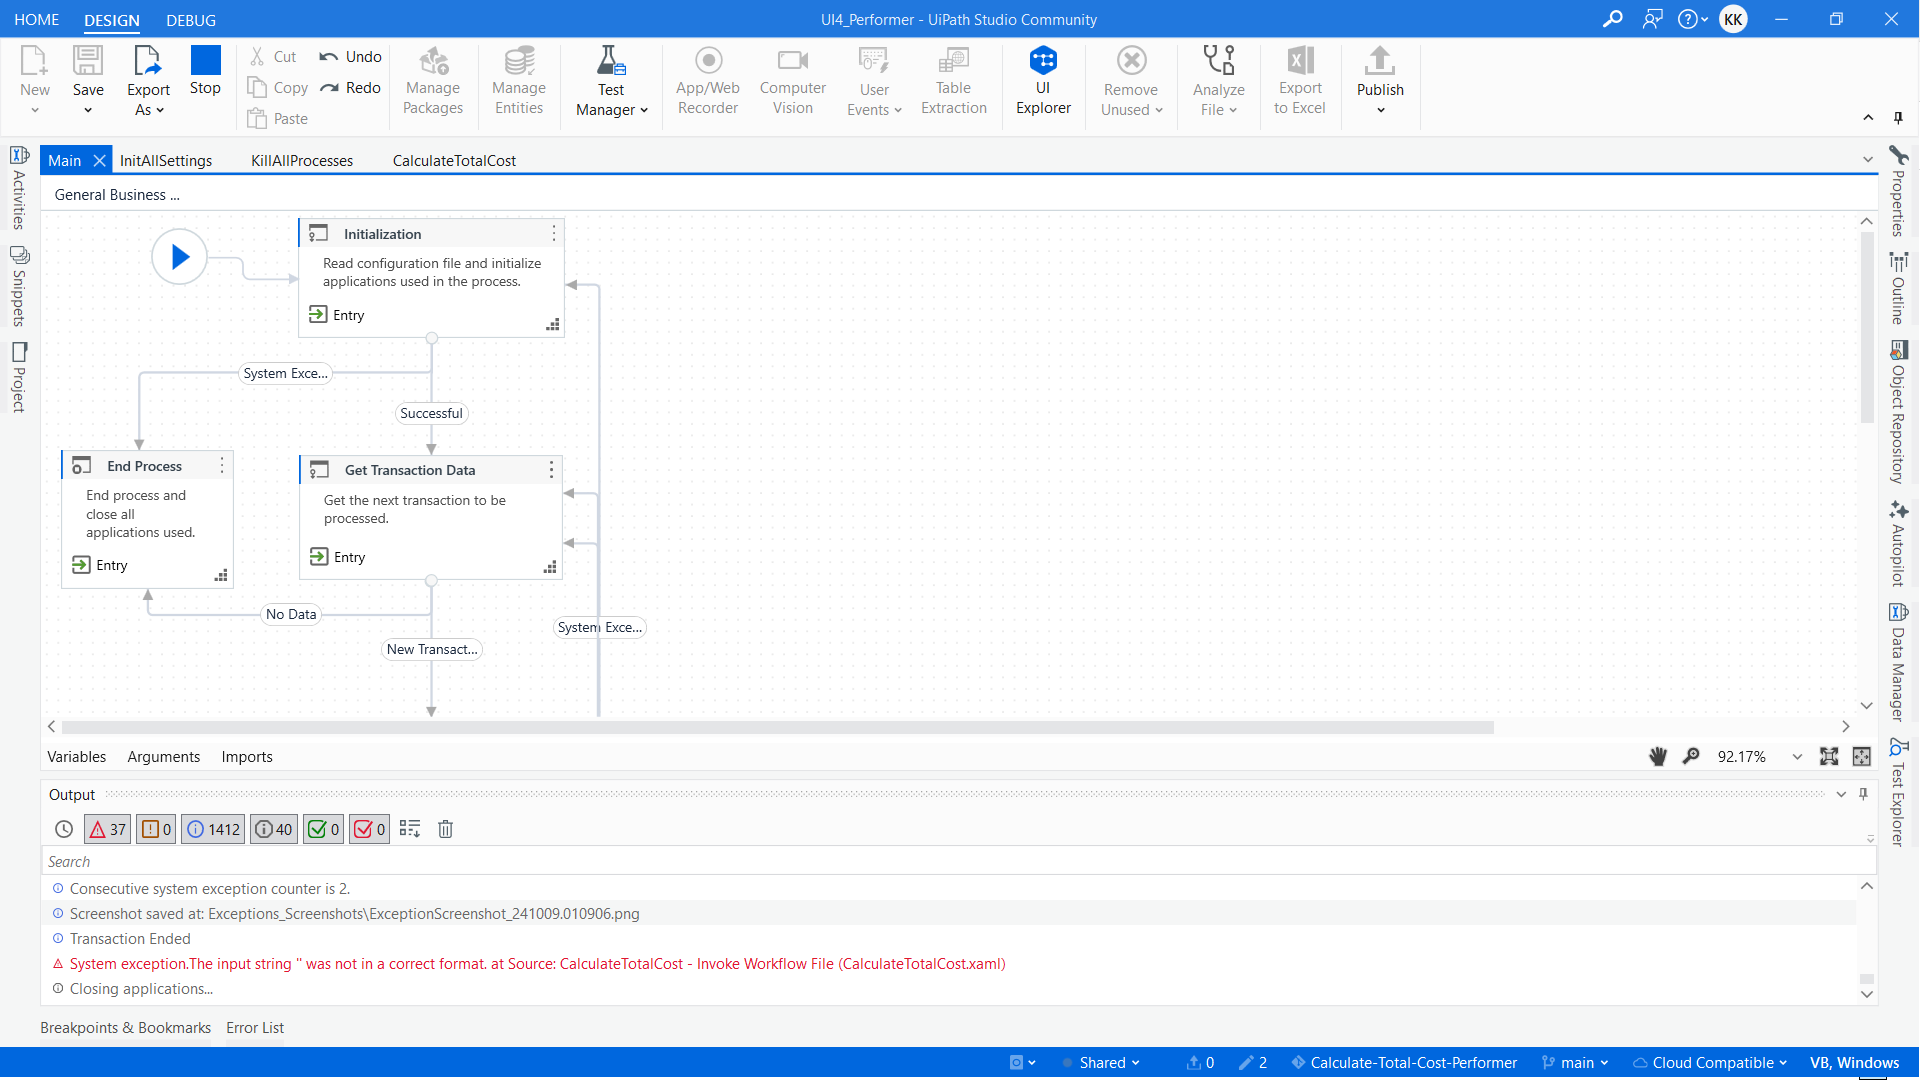 HOME DESIGN DEBUG UI4_Performer - UiPath Studio Community KK
New Save Export As Stop Cut Copy Paste Undo Redo Manage Packages Manage Entities Test Manager App/Web Recorder Computer Vision User Events Table Extraction UI Explorer Remove Unused Analyze File Export to Excel Publish
Main InitAllSettings KillAllProcesses CalculateTotalCost
General Business ...
Activities
Snippets
Project
Initialization
Read configuration file and initialize
applications used in the process.
Entry
System Exce...
Successful
End Process
End process and
close all
applications used.
Entry
Get Transaction Data
Get the next transaction to be
processed.
Entry
No Data
System Exce...
New Transact...
Properties
Outline
Object Repository
Autopilot
Data Manager
Test Explorer
Variables Arguments Imports 92.17%
Output
37 0 1412 40 0 0
Search
Consecutive system exception counter is 2.
Screenshot saved at: Exceptions_Screenshots\ExceptionScreenshot_241009.010906.png
Transaction Ended
System exception.The input string '' was not in a correct format. at Source: CalculateTotalCost - Invoke Workflow File (CalculateTotalCost.xaml)
Closing applications...
Breakpoints & Bookmarks Error List
Shared 0 2 Calculate-Total-Cost-Performer main Cloud Compatible VB, Windows